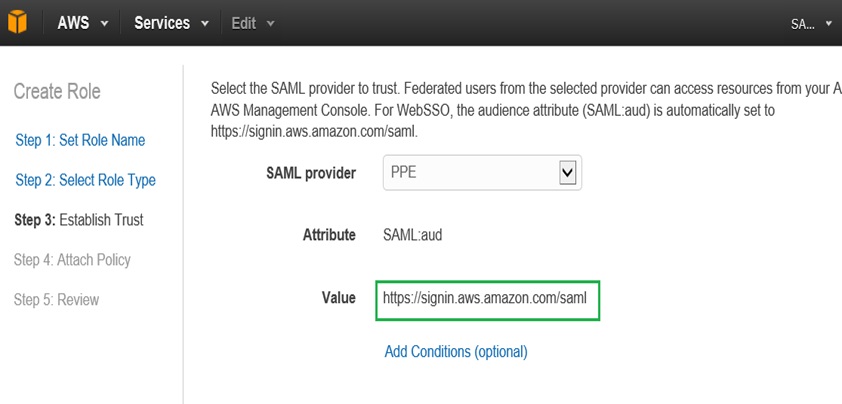 AWS Services Edit SA...
Create Role
Step 1: Set Role Name
Step 2: Select Role Type
Step 3: Establish Trust
Step 4: Attach Policy
Step 5: Review
Select the SAML provider to trust. Federated users from the selected provider can access resources from your A
AWS Management Console. For WebSSO, the audience attribute (SAML:aud) is automatically set to
https://signin.aws.amazon.com/saml.
SAML provider PPE
Attribute SAML:aud
Value https://signin.aws.amazon.com/saml
Add Conditions (optional)